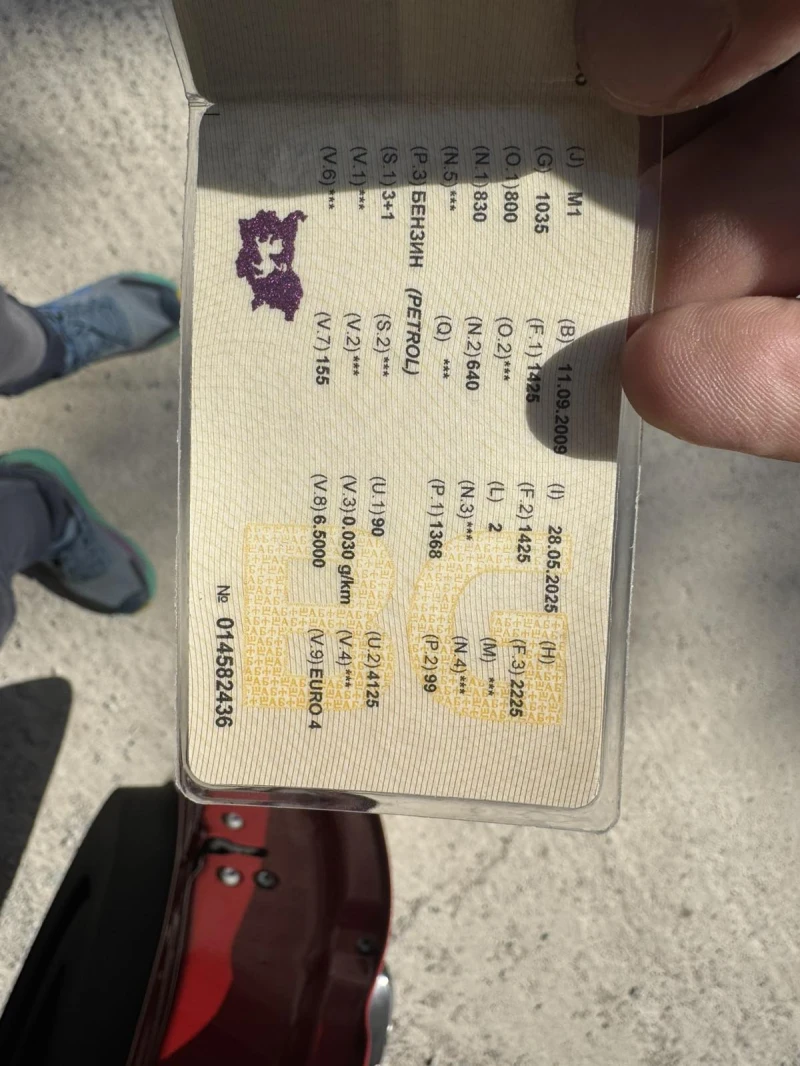 (J) M1 (B) 11.09.2009 (I) 28.05.2025 (H)
(G) 1035 (F.1) 1425 (F.2) 1425 (F.3) 2225
(O.1) 800 (O.2) *** (L) 2 (M) ***
(N.1) 830 (N.2) 640 (N.3) *** (N.4) ***
(N.5) *** (Q) *** (P.1) 1368 (P.2) 99
(P.3) БЕНЗИН (PETROL)
(S.1) 3+1 (S.2) *** (U.1) 90 (U.2) 4125
(V.1) *** (V.2) *** (V.3) 0.030 g/km (V.4) ***
(V.6) *** (V.7) 155 (V.8) 6.5000 (V.9) EURO 4
№ 014582436
BG